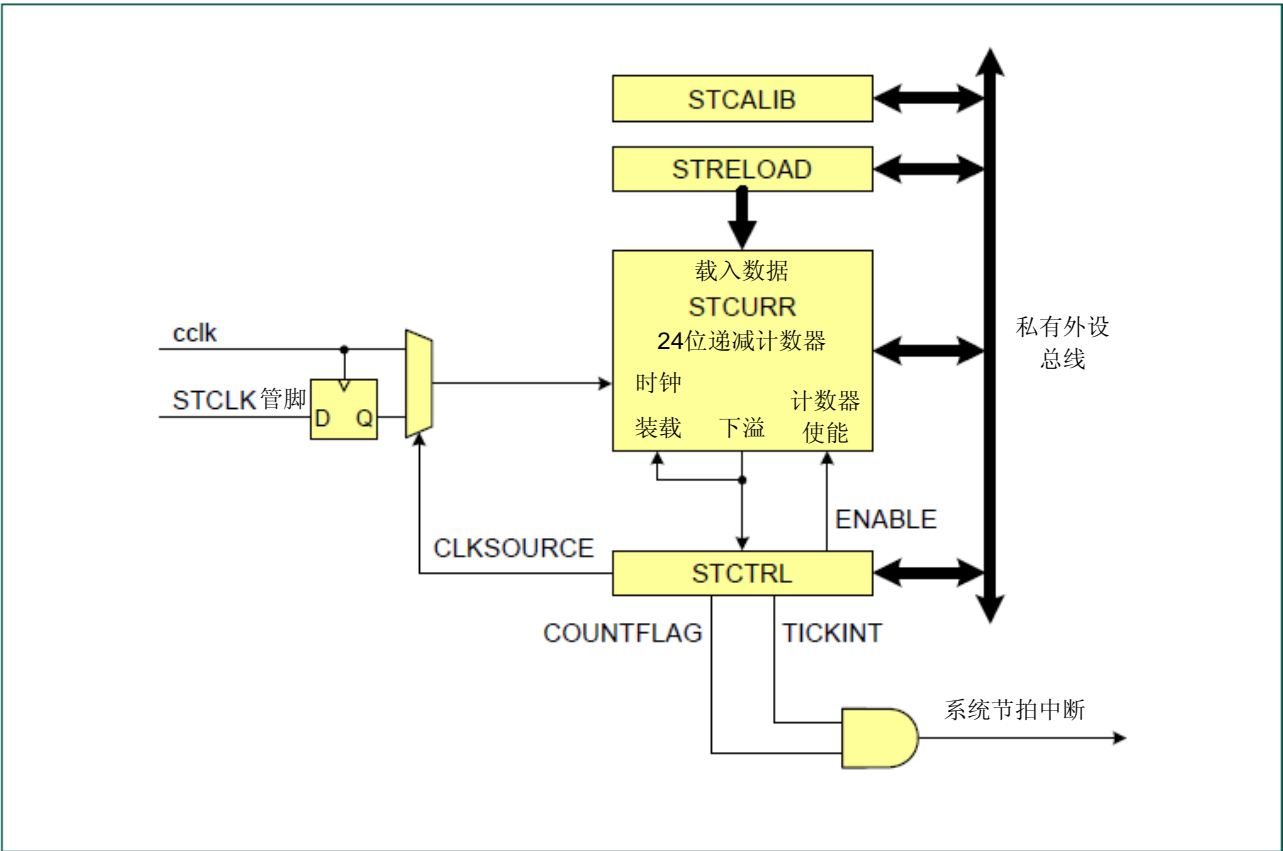 STCALIB
STRELOAD
载入数据
STCURR
24位递减计数器
时钟
计数器
使能
装载
下溢
私有外设
总线
cclk
STCLK管脚
D Q
ENABLE
CLKSOURCE
STCTRL
COUNTFLAG
TICKINT
系统节拍中断